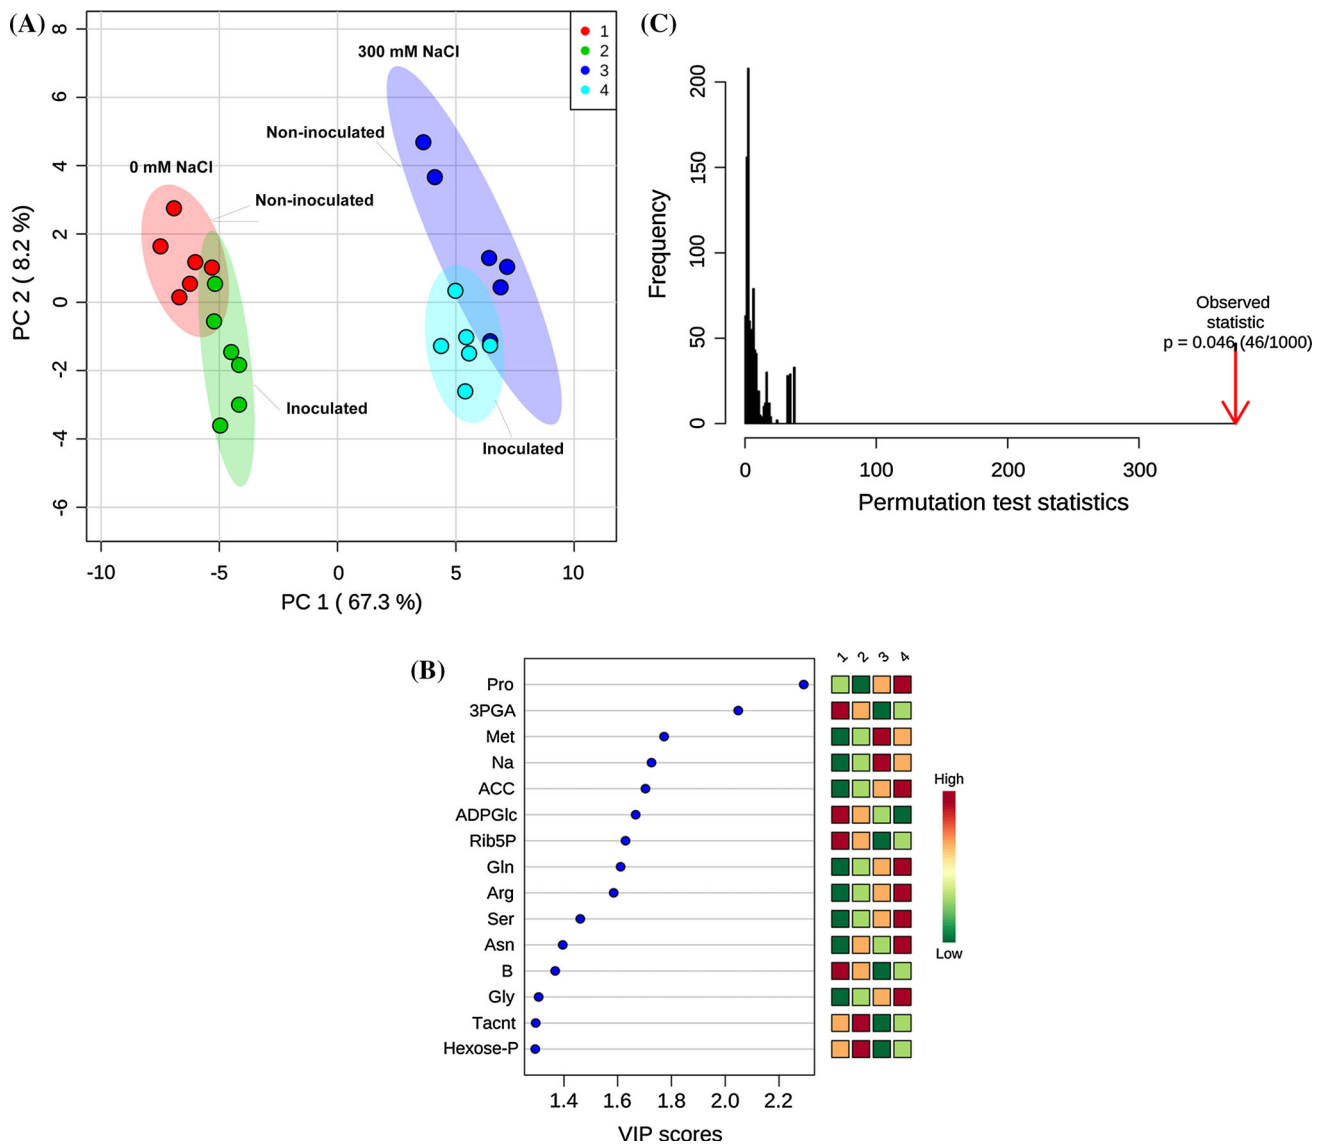 (A)
8
6
4
2
0
-2
-4
-6
PC 2 ( 8.2 %)
-10
-5
0
5
10
PC 1 ( 67.3 %)
1
2
3
4
300 mM NaCl
Non-inoculated
0 mM NaCl
Non-inoculated
Inoculated
Inoculated
(C)
200
150
100
50
0
Frequency
Observed
statistic
p = 0.046 (46/1000)
0
100
200
300
Permutation test statistics
(B)
1 2 3 4
Pro
3PGA
Met
Na
ACC
ADPGlc
Rib5P
Gln
Arg
Ser
Asn
B
Gly
Tacnt
Hexose-P
1.4
1.6
1.8
2.0
2.2
VIP scores
High
Low